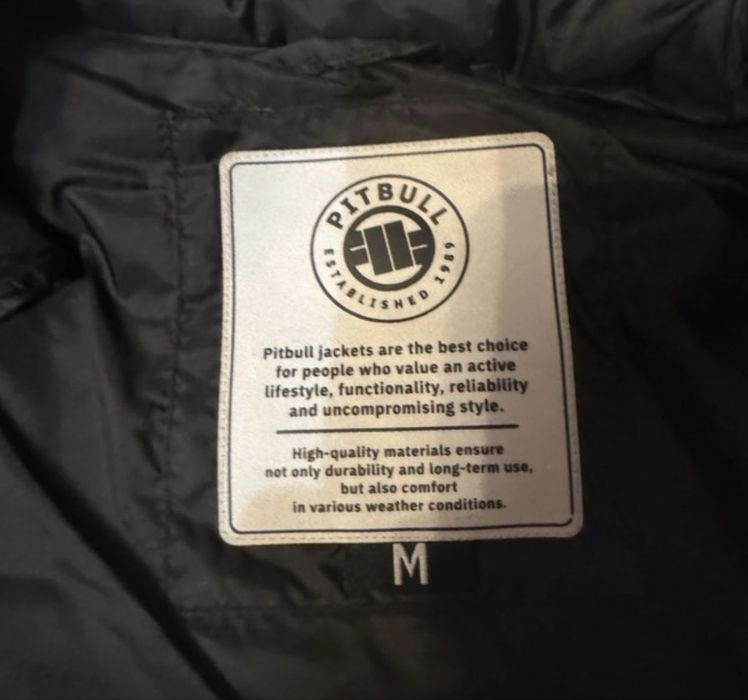 PITBULL
ESTABLISHED 1989
Pitbull jackets are the best choice
for people who value an active
lifestyle, functionality, reliability
and uncompromising style.
High-quality materials ensure
not only durability and long-term use,
but also comfort
in various weather conditions.
M